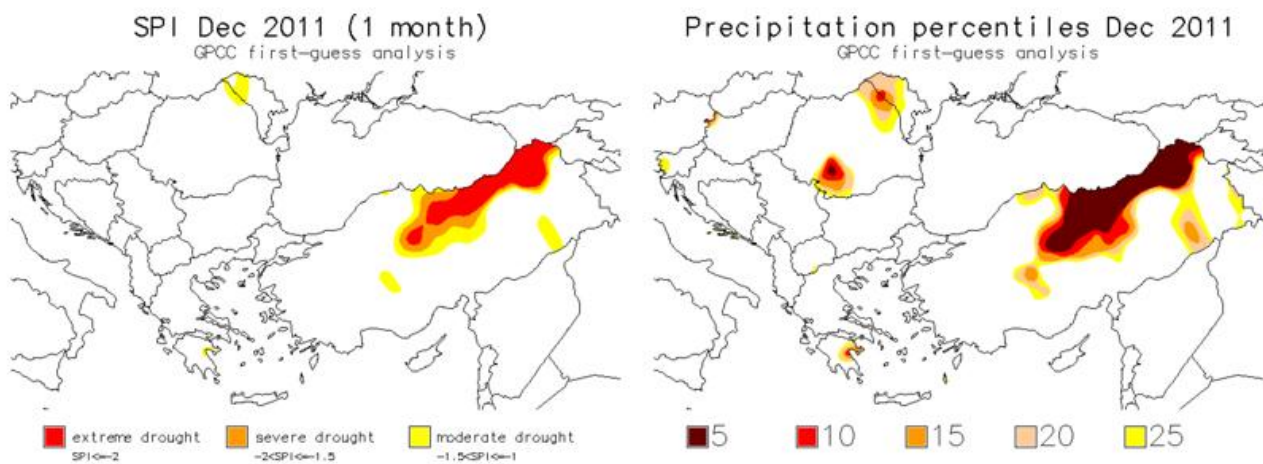 SPI Dec 2011 (1 month)
GPCC first-guess analysis
extreme drought
SPI<=-2
severe drought
-2<SPI<=-1.5
moderate drought
-1.5<SPI<=-1
Precipitation percentiles Dec 2011
GPCC first-guess analysis
5
10
15
20
25